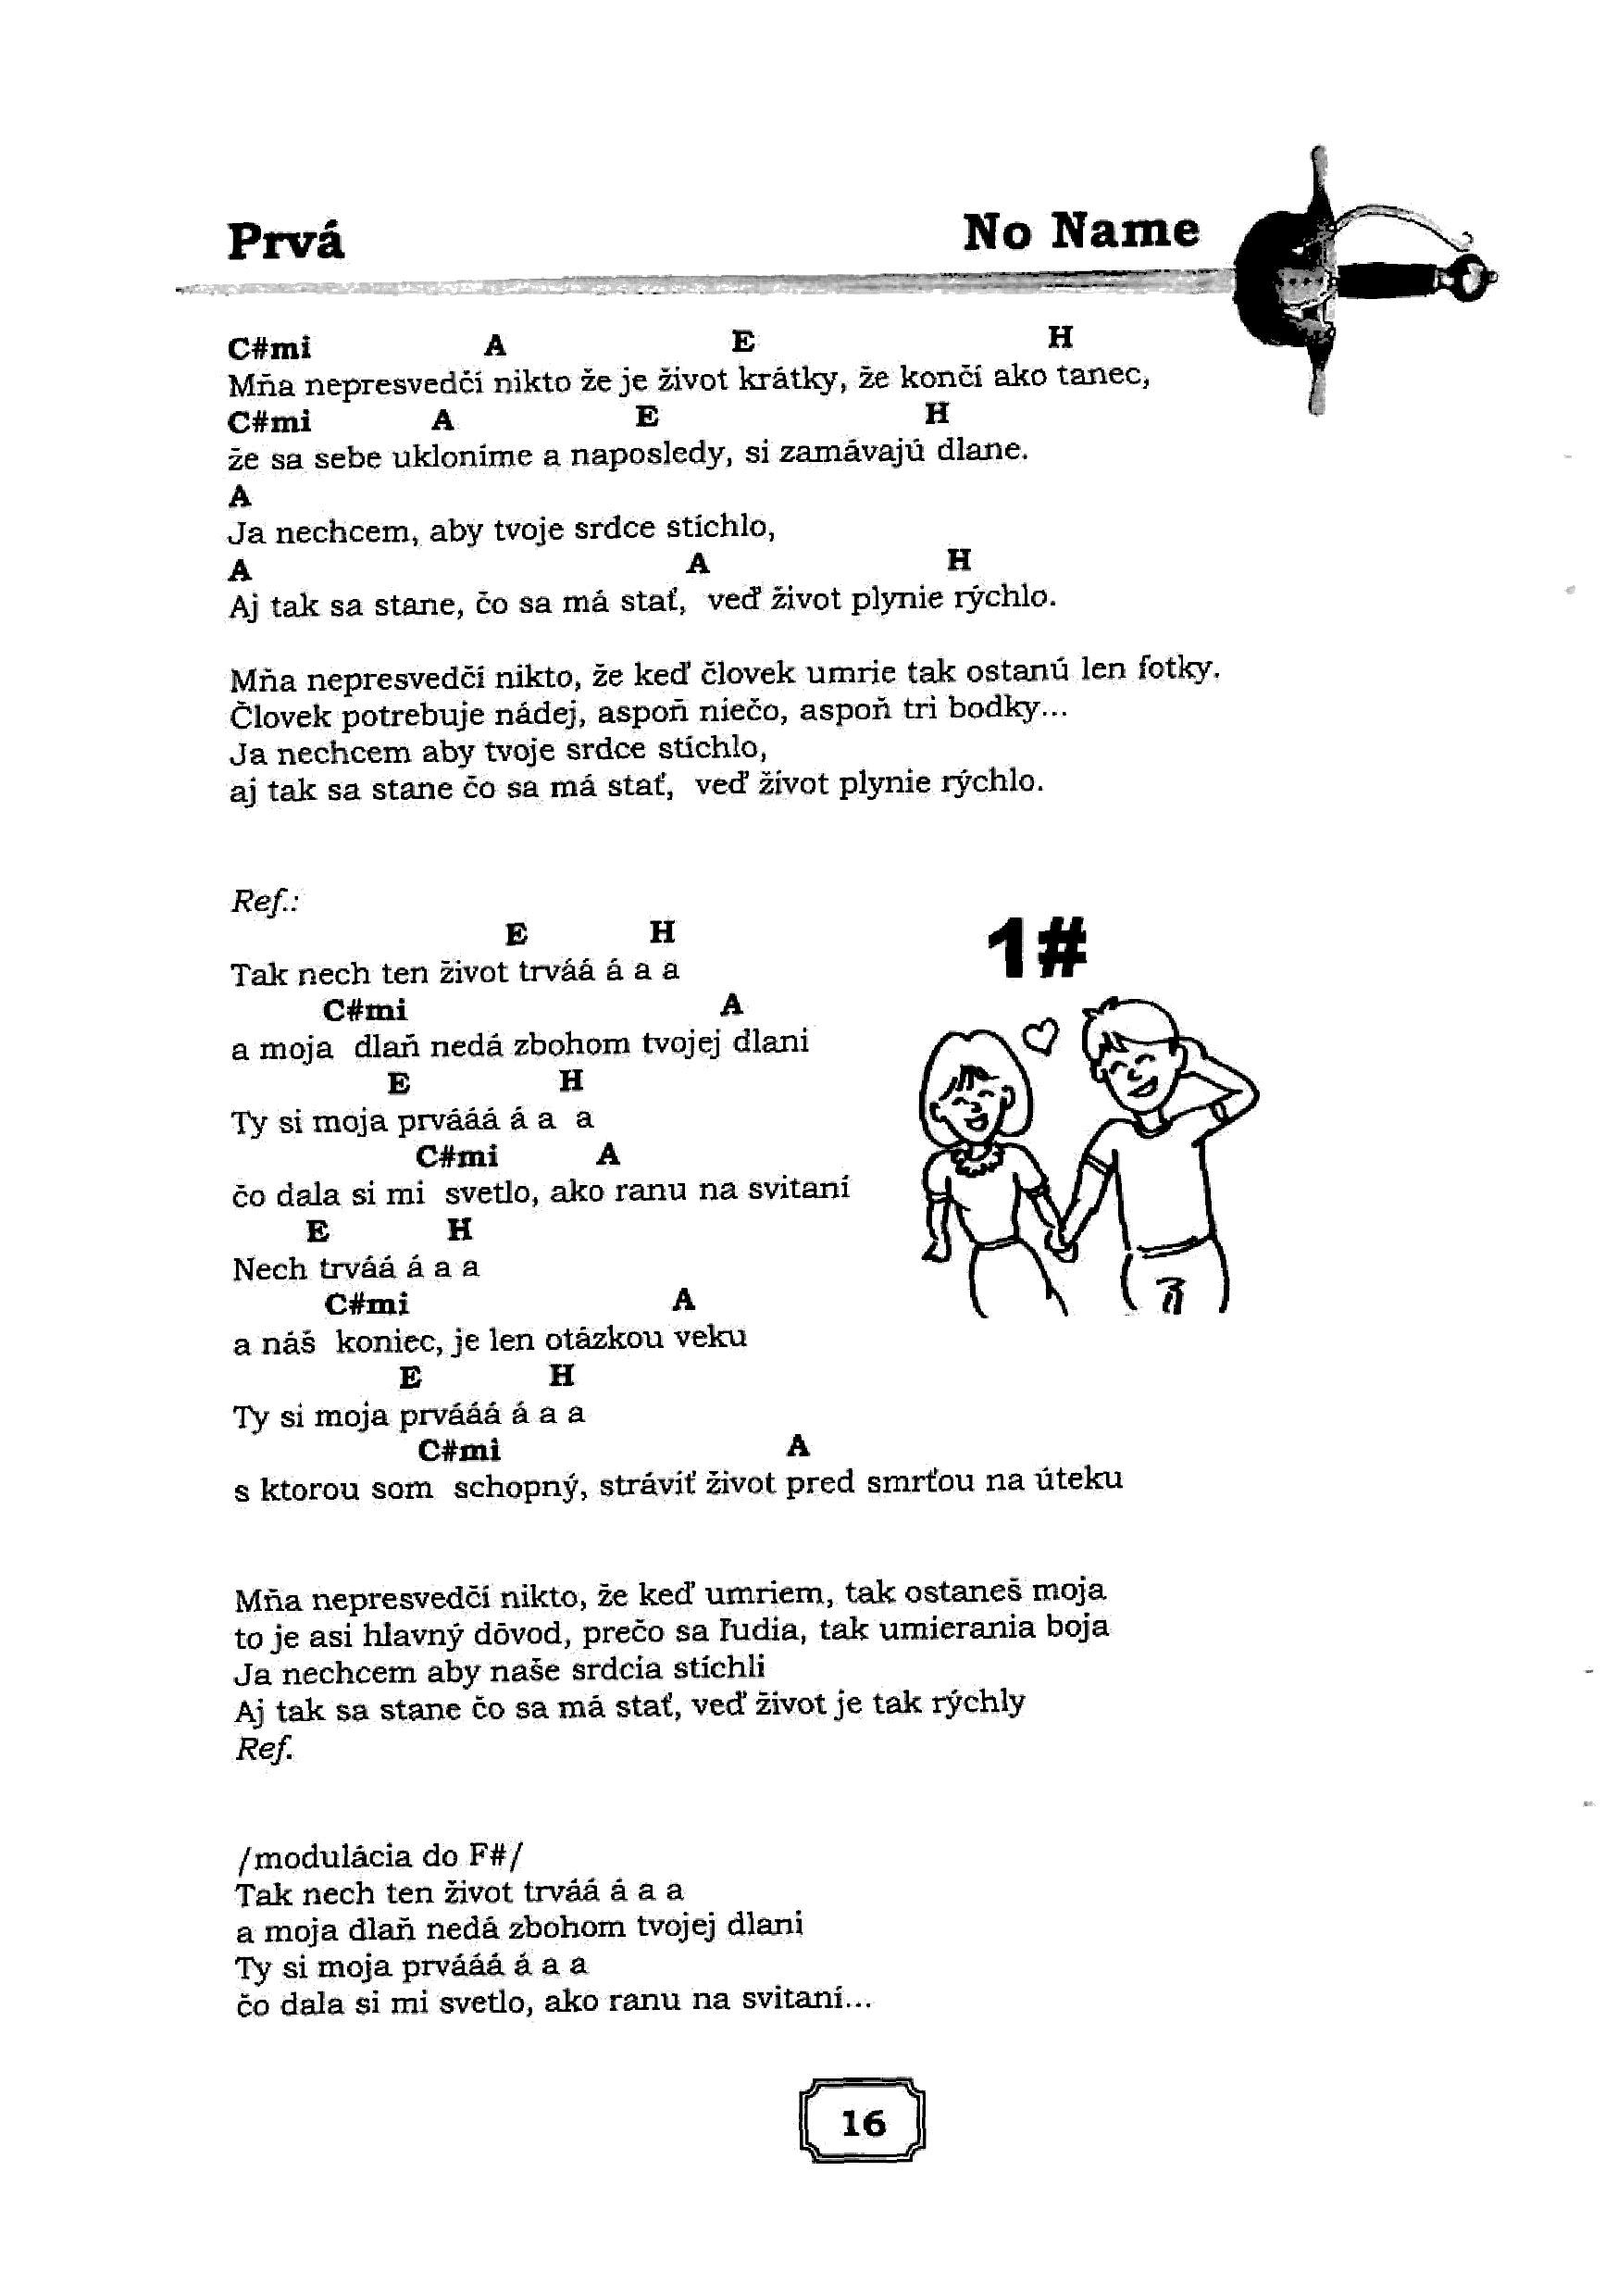 Prvá No Name
C#mi A E H
Mňa nepresvedčí nikto že je život krátky, že končí ako tanec,
C#mi A E H
že sa sebe ukloníme a naposledy, si zamávajú dlane.
A
Ja nechcem, aby tvoje srdce stíchlo,
A A H
Aj tak sa stane, čo sa má stať, veď život plynie rýchlo.
Mňa nepresvedčí nikto, že keď človek umrie tak ostanú len fotky.
Človek potrebuje nádej, aspoň niečo, aspoň tri bodky...
Ja nechcem aby tvoje srdce stíchlo,
aj tak sa stane čo sa má stať, veď život plynie rýchlo.
Ref.:
E H
Tak nech ten život trváá á a a
C#mi A
a moja dlaň nedá zbohom tvojej dlani
E H
Ty si moja prvááá á a a
C#mi A
čo dala si mi svetlo, ako ranu na svitaní
E H
Nech trváá á a a
C#mi A
a náš koniec, je len otázkou veku
E H
Ty si moja prvááá á a a
C#mi A
s ktorou som schopný, stráviť život pred smrťou na úteku
1#
Mňa nepresvedčí nikto, že keď umriem, tak ostaneš moja
to je asi hlavný dôvod, prečo sa ľudia, tak umierania boja
Ja nechcem aby naše srdcia stíchli
Aj tak sa stane čo sa má stať, veď život je tak rýchly
Ref.
/modulácia do F#/
Tak nech ten život trváá á a a
a moja dlaň nedá zbohom tvojej dlani
Ty si moja prvááá á a a
čo dala si mi svetlo, ako ranu na svitaní...
16